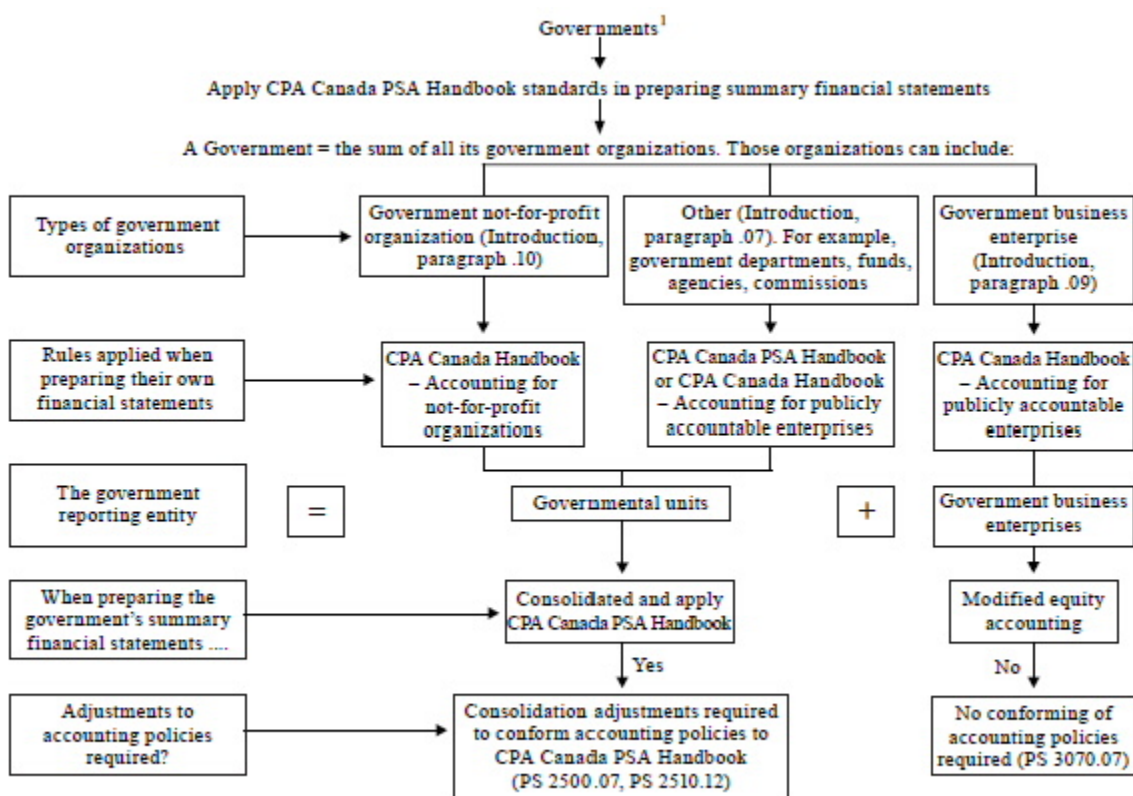 Governments1
Apply CPA Canada PSA Handbook standards in preparing summary financial statements
A Government = the sum of all its government organizations. Those organizations can include:
Types of government
organizations
Government not-for-profit
organization (Introduction,
paragraph .10)
Other (Introduction,
paragraph .07). For example,
government departments, funds,
agencies, commissions
Government business
enterprise
(Introduction,
paragraph .09)
Rules applied when
preparing their own
financial statements
CPA Canada Handbook
– Accounting for
not-for-profit
organizations
CPA Canada PSA Handbook
or CPA Canada Handbook
– Accounting for publicly
accountable enterprises
CPA Canada Handbook
– Accounting for
publicly accountable
enterprises
The government
reporting entity
=
Governmental units
+
Government business
enterprises
When preparing the
government's summary
financial statements ....
Consolidated and apply
CPA Canada PSA Handbook
Modified equity
accounting
Yes
No
Adjustments to
accounting policies
required?
Consolidation adjustments required
to conform accounting policies to
CPA Canada PSA Handbook
(PS 2500.07, PS 2510.12)
No conforming of
accounting policies
required (PS 3070.07)